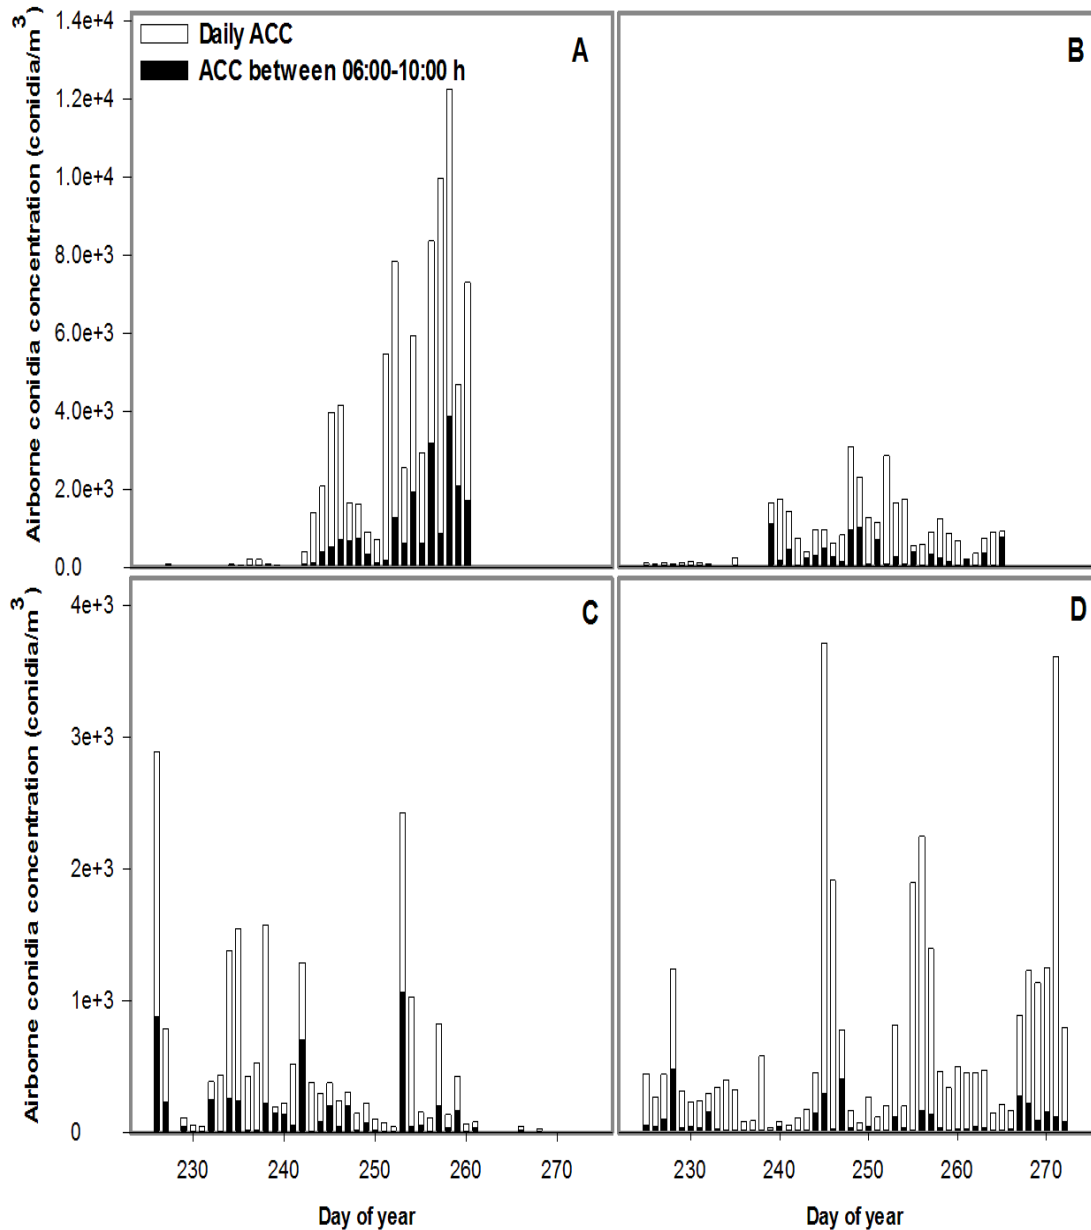 Airborne conidia concentration (conidia/m³)
1.4e+4
1.2e+4
1.0e+4
8.0e+3
6.0e+3
4.0e+3
2.0e+3
0.0
Daily ACC
ACC between 06:00-10:00 h
A
B
Airborne conidia concentration (conidia/m³)
4e+3
3e+3
2e+3
1e+3
0
C
D
230 240 250 260 270
230 240 250 260 270
Day of year
Day of year